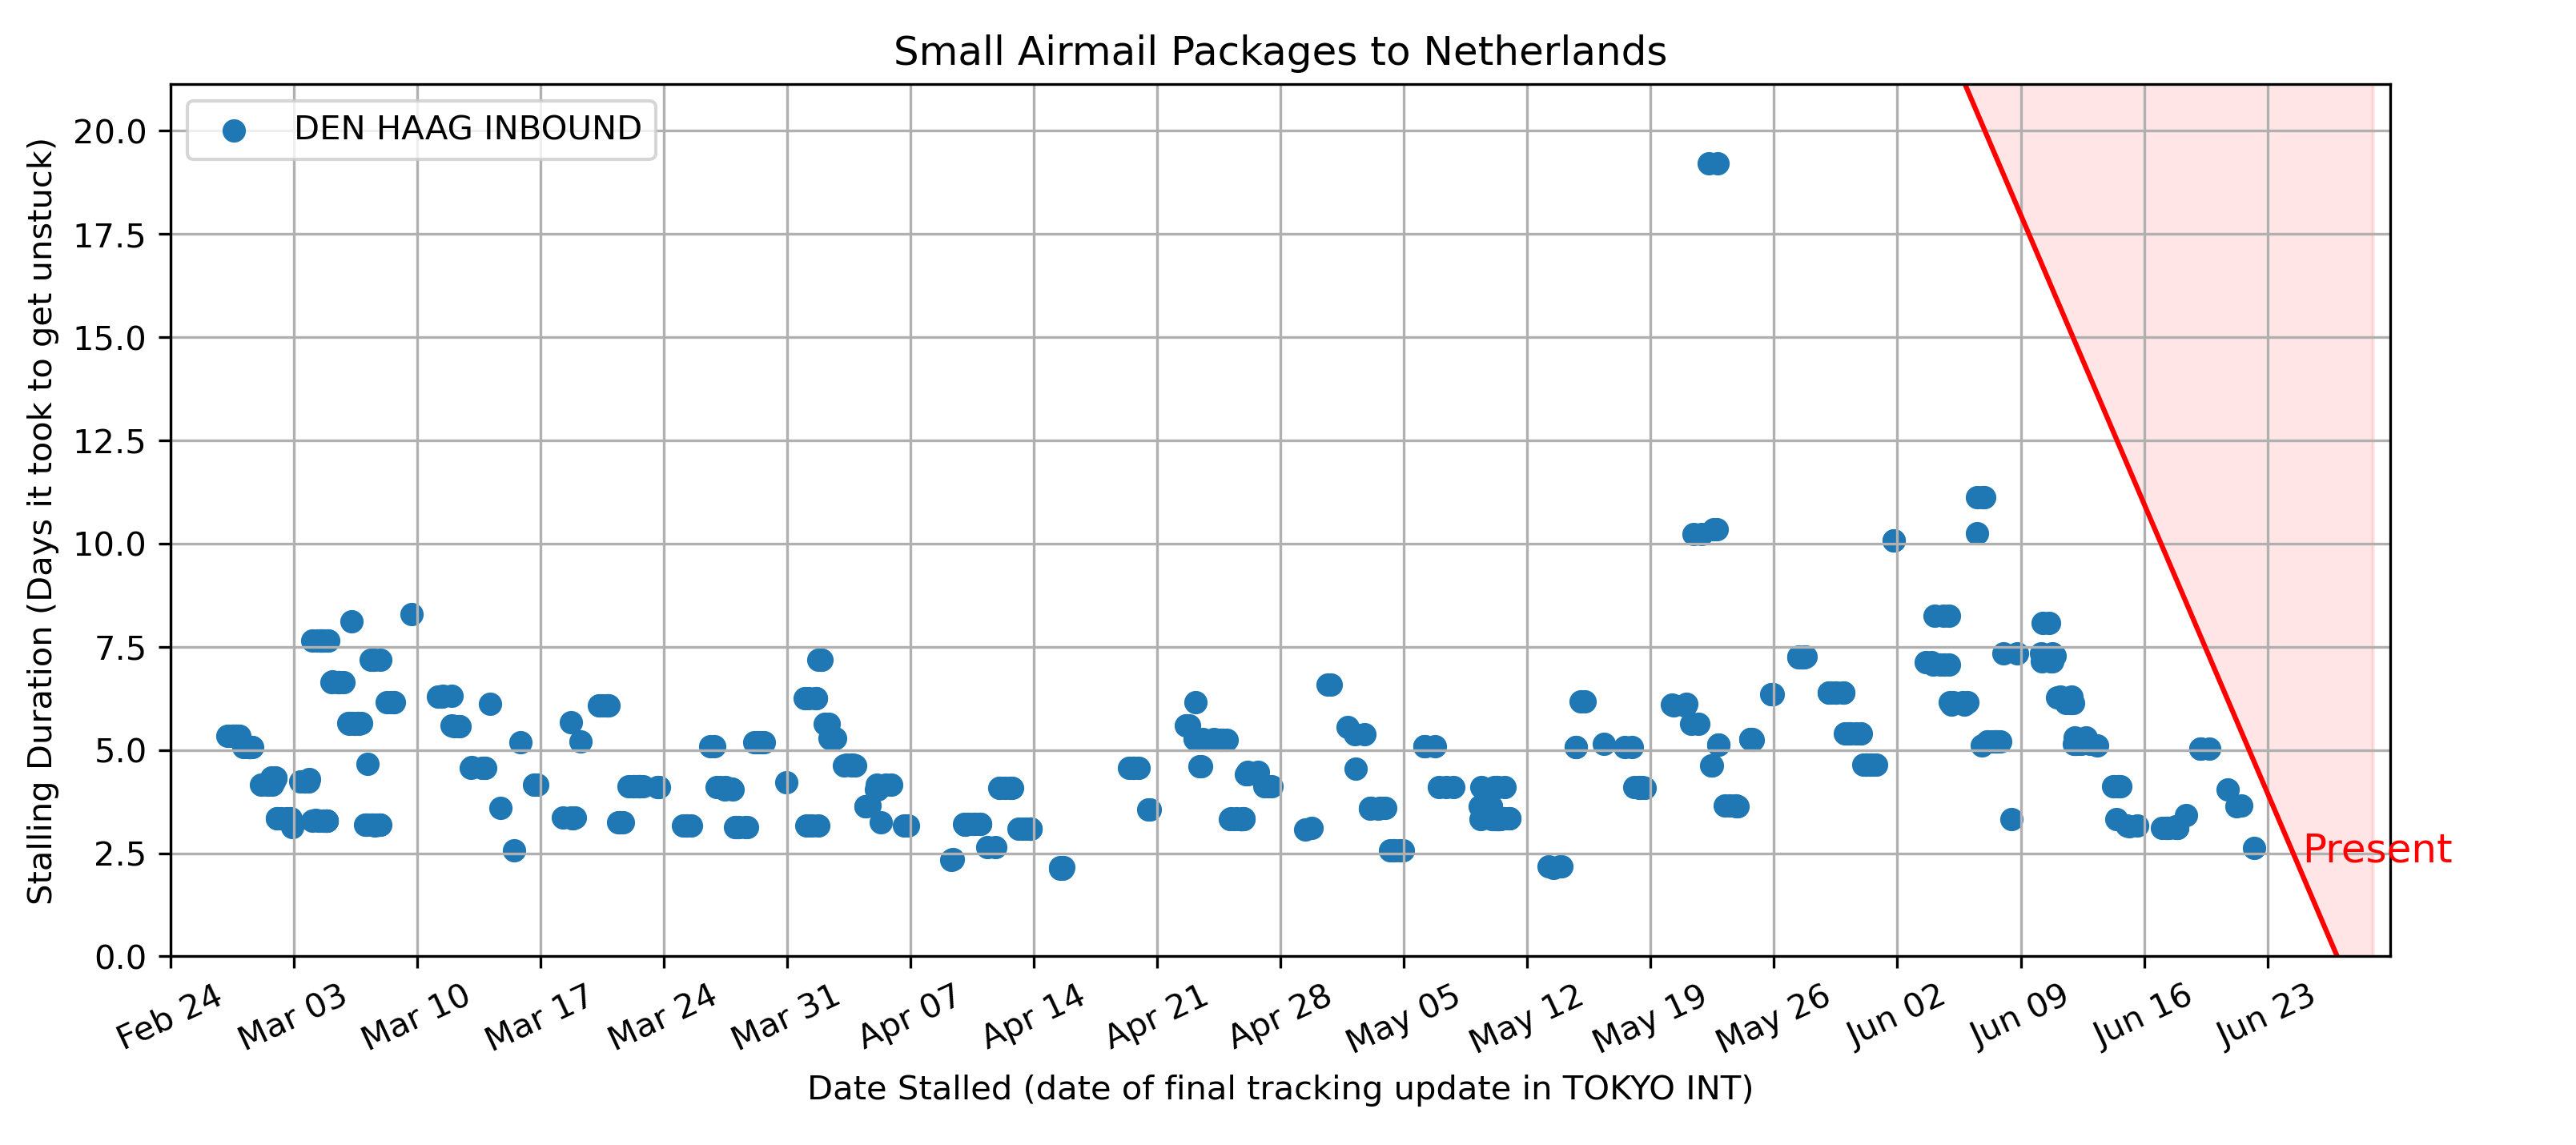 Small Airmail Packages to Netherlands
DEN HAAG INBOUND
Stalling Duration (Days it took to get unstuck)
20.0
17.5
15.0
12.5
10.0
7.5
5.0
2.5
0.0
Present
Feb 24
Mar 03
Mar 10
Mar 17
Mar 24
Mar 31
Apr 07
Apr 14
Apr 21
Apr 28
May 05
May 12
May 19
May 26
Jun 02
Jun 09
Jun 16
Jun 23
Date Stalled (date of final tracking update in TOKYO INT)